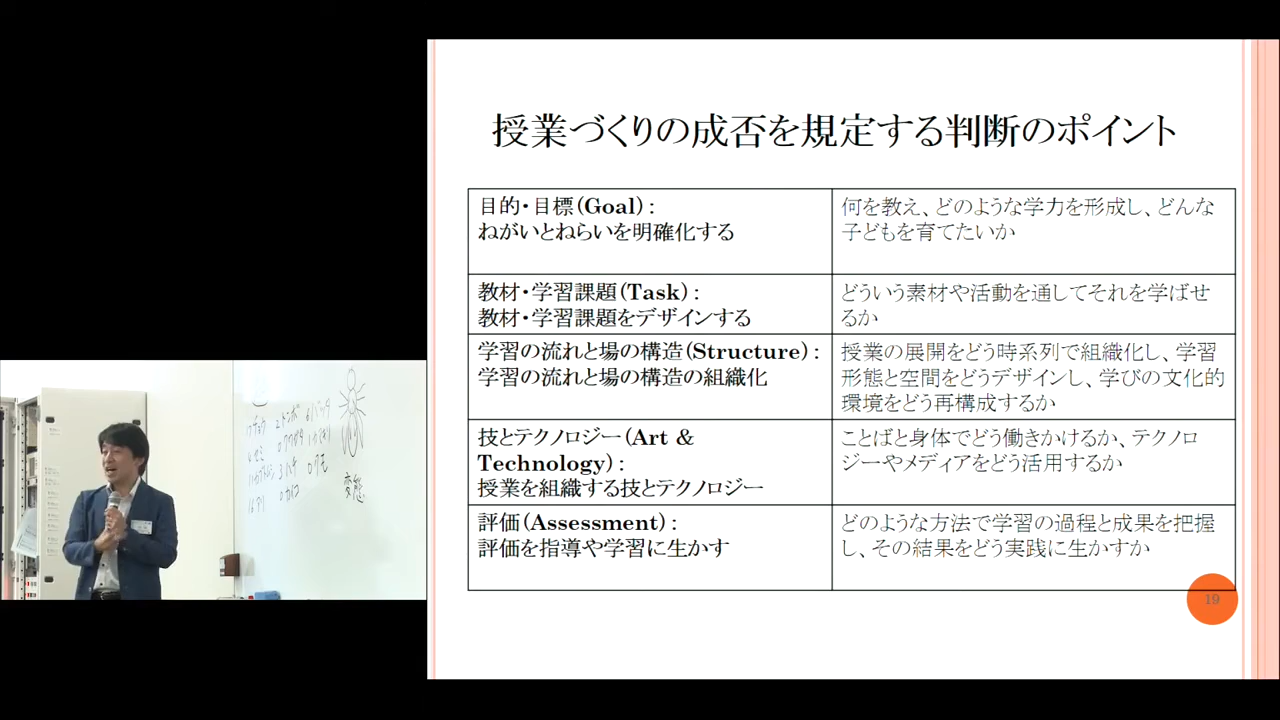 授業づくりの成否を規定する判断のポイント
目的・目標(Goal):
ねがいとねらいを明確化する
何を教え、どのような学力を形成し、どんな
子どもを育てたいか
教材・学習課題(Task):
教材・学習課題をデザインする
どういう素材や活動を通してそれを学ばせ
るか
学習の流れと場の構造(Structure):
学習の流れと場の構造の組織化
授業の展開をどう時系列で組織化し、学習
形態と空間をどうデザインし、学びの文化的
環境をどう再構成するか
技とテクノロジー(Art &
Technology):
授業を組織する技とテクノロジー
ことばと身体でどう働きかけるか、テクノロ
ジーやメディアをどう活用するか
評価(Assessment):
評価を指導や学習に生かす
どのような方法で学習の過程と成果を把握
し、その結果をどう実践に生かすか
19
チョウ トンボ バッタ
セミ
アリ
変態